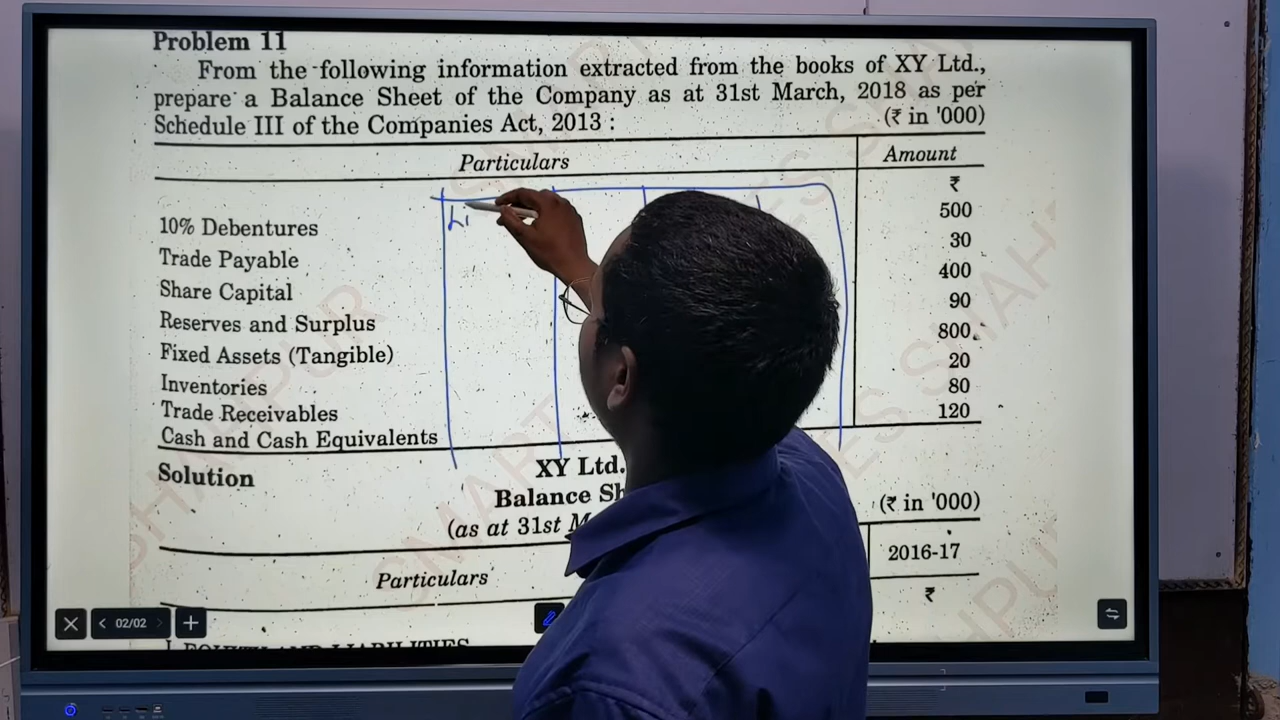 Problem 11
From the following information extracted from the books of XY Ltd.,
prepare a Balance Sheet of the Company as at 31st March, 2018 as per
Schedule III of the Companies Act, 2013 : (₹ in '000)
Particulars Amount
₹
10% Debentures 500
Trade Payable 30
Share Capital 400
Reserves and Surplus 90
Fixed Assets (Tangible) 800
Inventories 20
Trade Receivables 80
Cash and Cash Equivalents 120
Li
Solution XY Ltd.
Balance Sh
(as at 31st M (₹ in '000)
Particulars 2016-17
₹
02/02